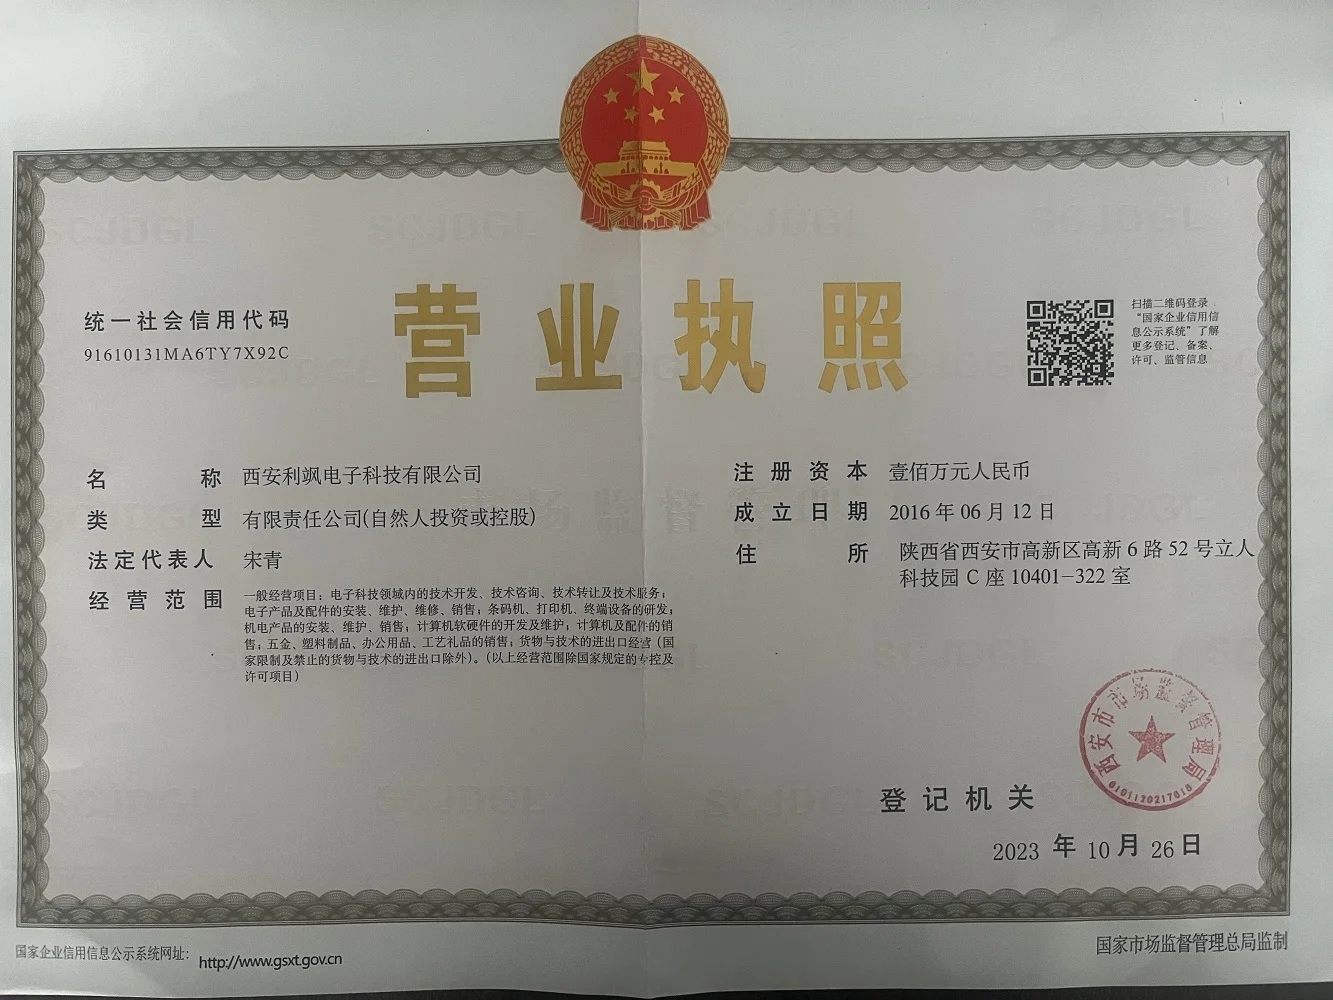 营业执照
统一社会信用代码
91610131MA6TY7X92C
扫描二维码登录
“国家企业信用信
息公示系统”了解
更多登记、备案、
许可、监管信息
名称 西安利飒电子科技有限公司
类型 有限责任公司(自然人投资或控股)
法定代表人 宋青
经营范围 一般经营项目：电子科技领域内的技术开发、技术咨询、技术转让及技术服务；
电子产品及配件的安装、维护、维修、销售；条码机、打印机、终端设备的研发；
机电产品的安装、维护、销售；计算机软硬件的开发及维护；计算机及配件的销
售；五金、塑料制品、办公用品、工艺礼品的销售；货物与技术的进出口经营（国
家限制及禁止的货物与技术的进出口除外）。（以上经营范围除国家规定的专控及
许可项目）
注册资本 壹佰万元人民币
成立日期 2016年06月12日
住所 陕西省西安市高新区高新6路52号立人
科技园C座10401-322室
西安市市场监督管理局
登记机关
2023年10月26日
国家企业信用信息公示系统网址：http://www.gsxt.gov.cn
国家市场监督管理总局监制